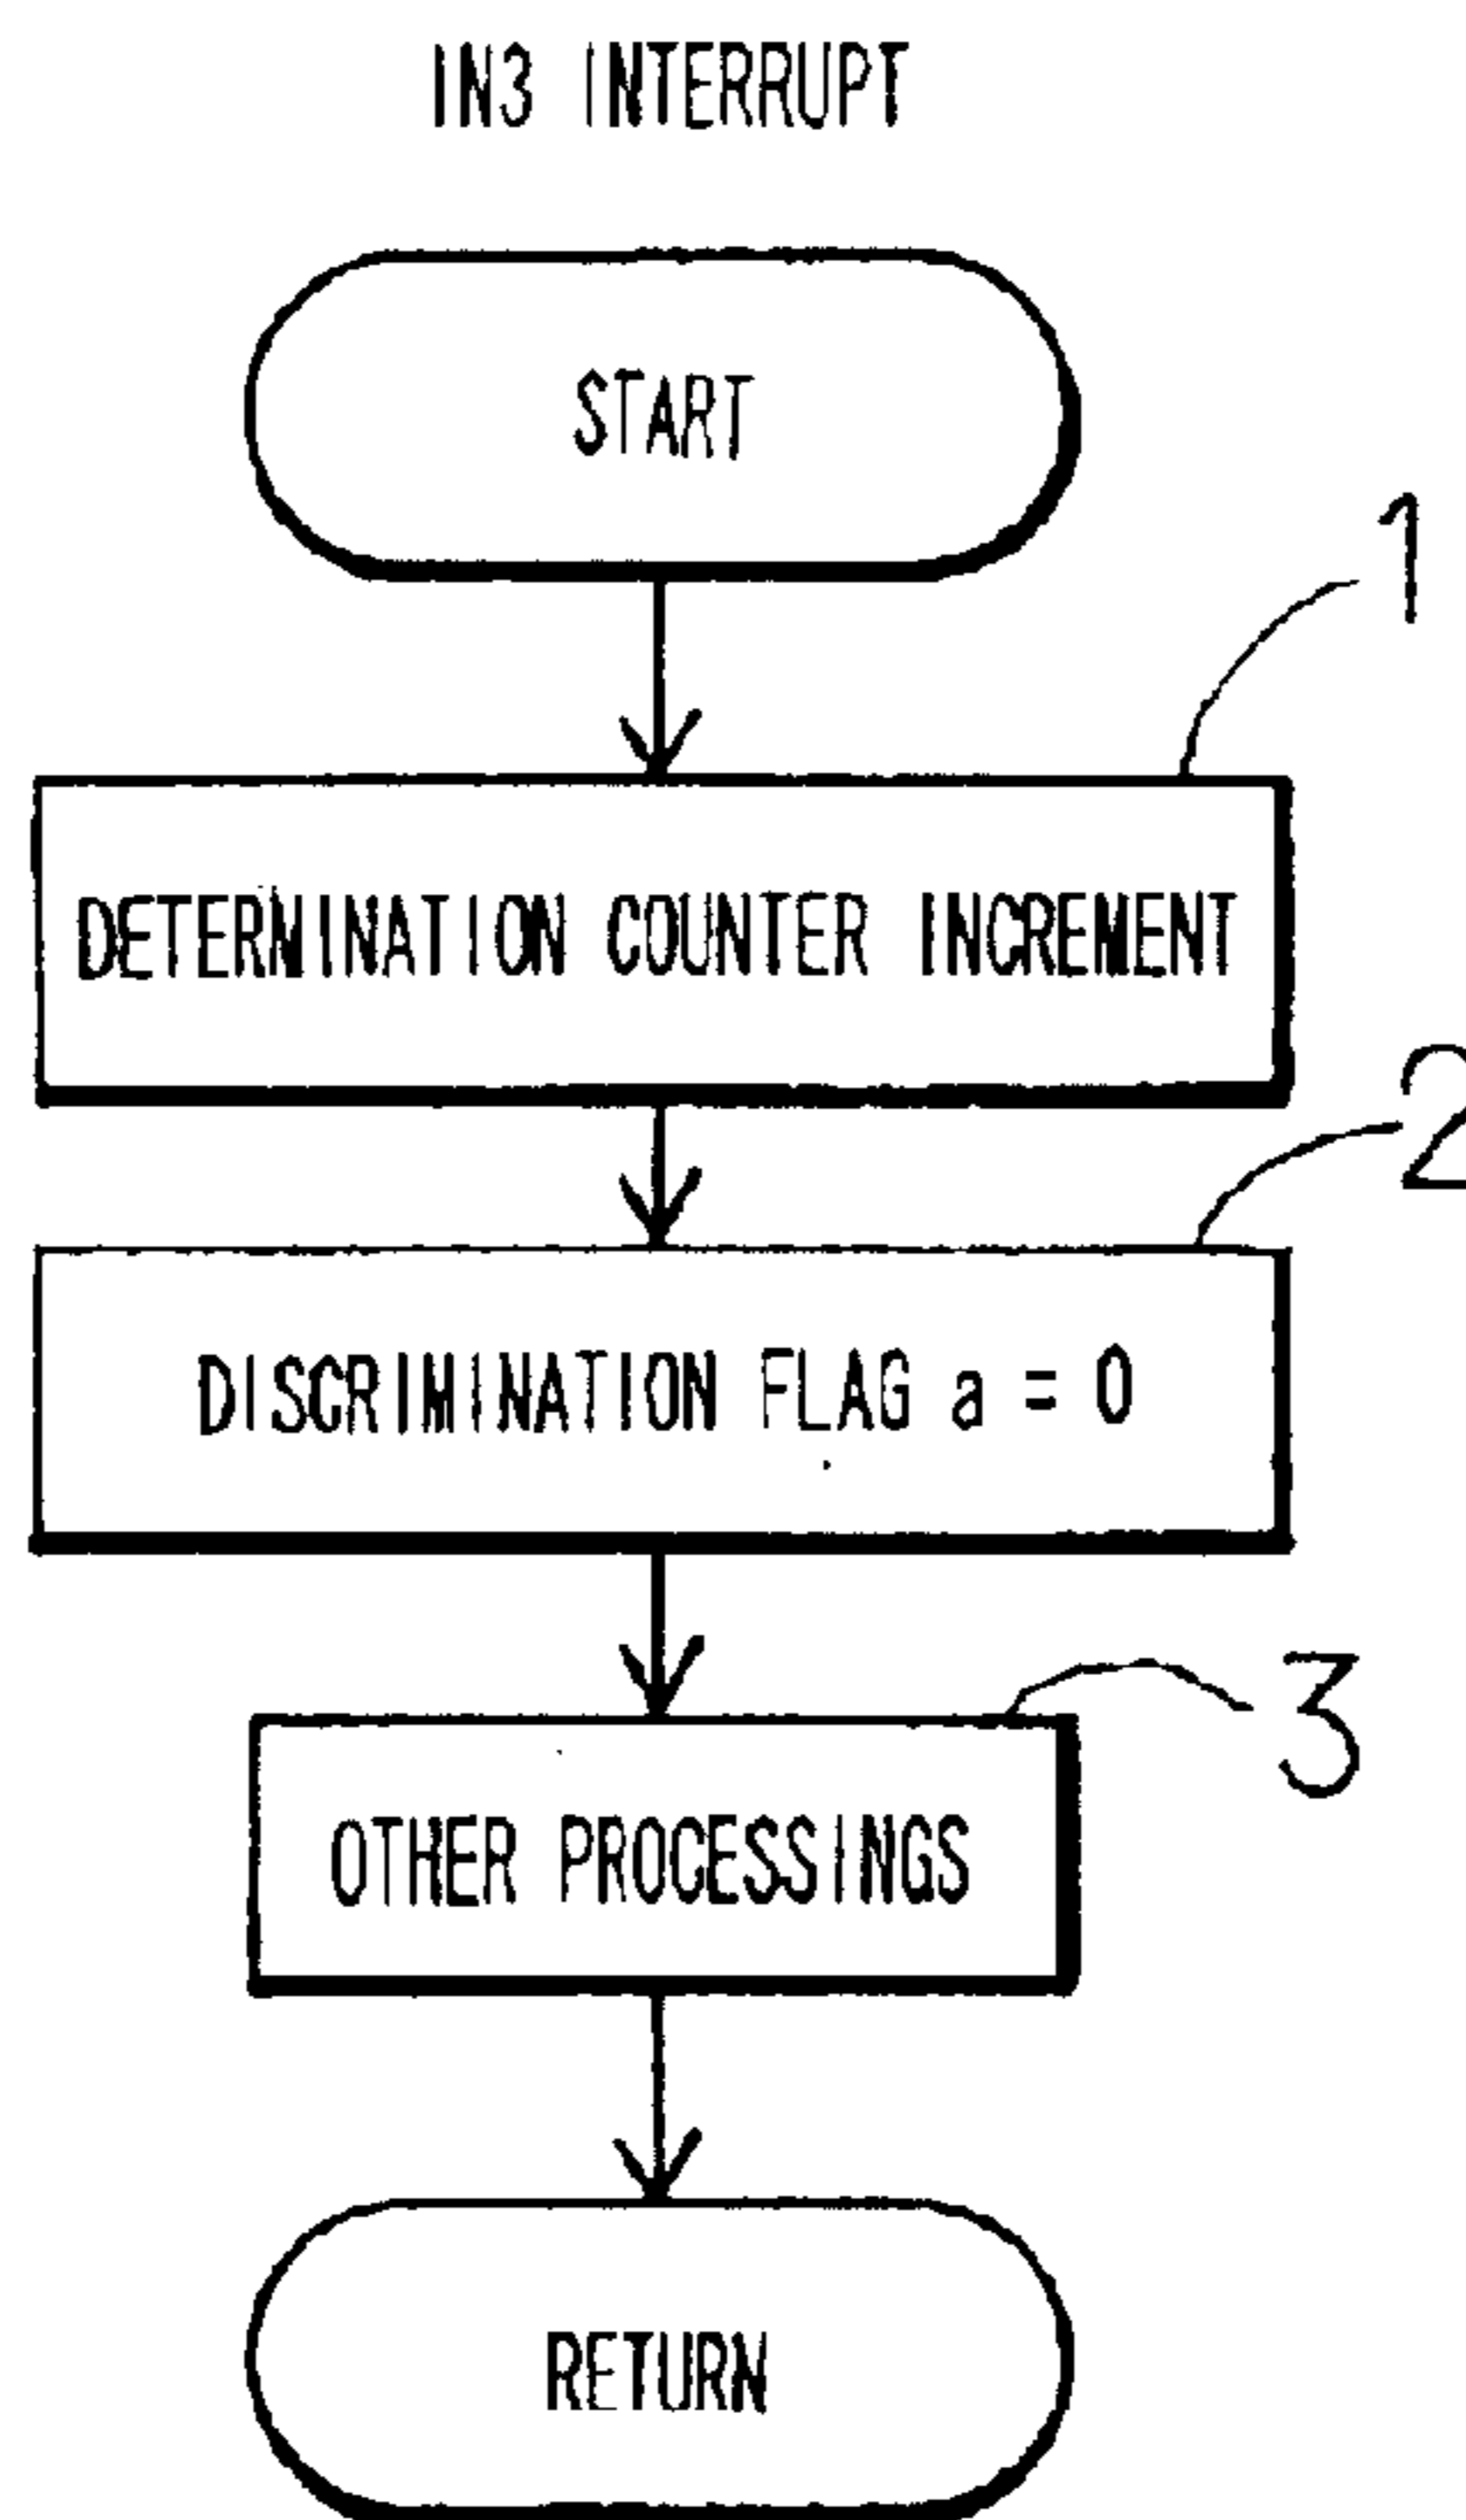 IN3 INTERRUPT
START
1
DETERMINATION COUNTER INCREMENT
2
DISCRIMINATION FLAG a = 0
3
OTHER PROCESSINGS
RETURN